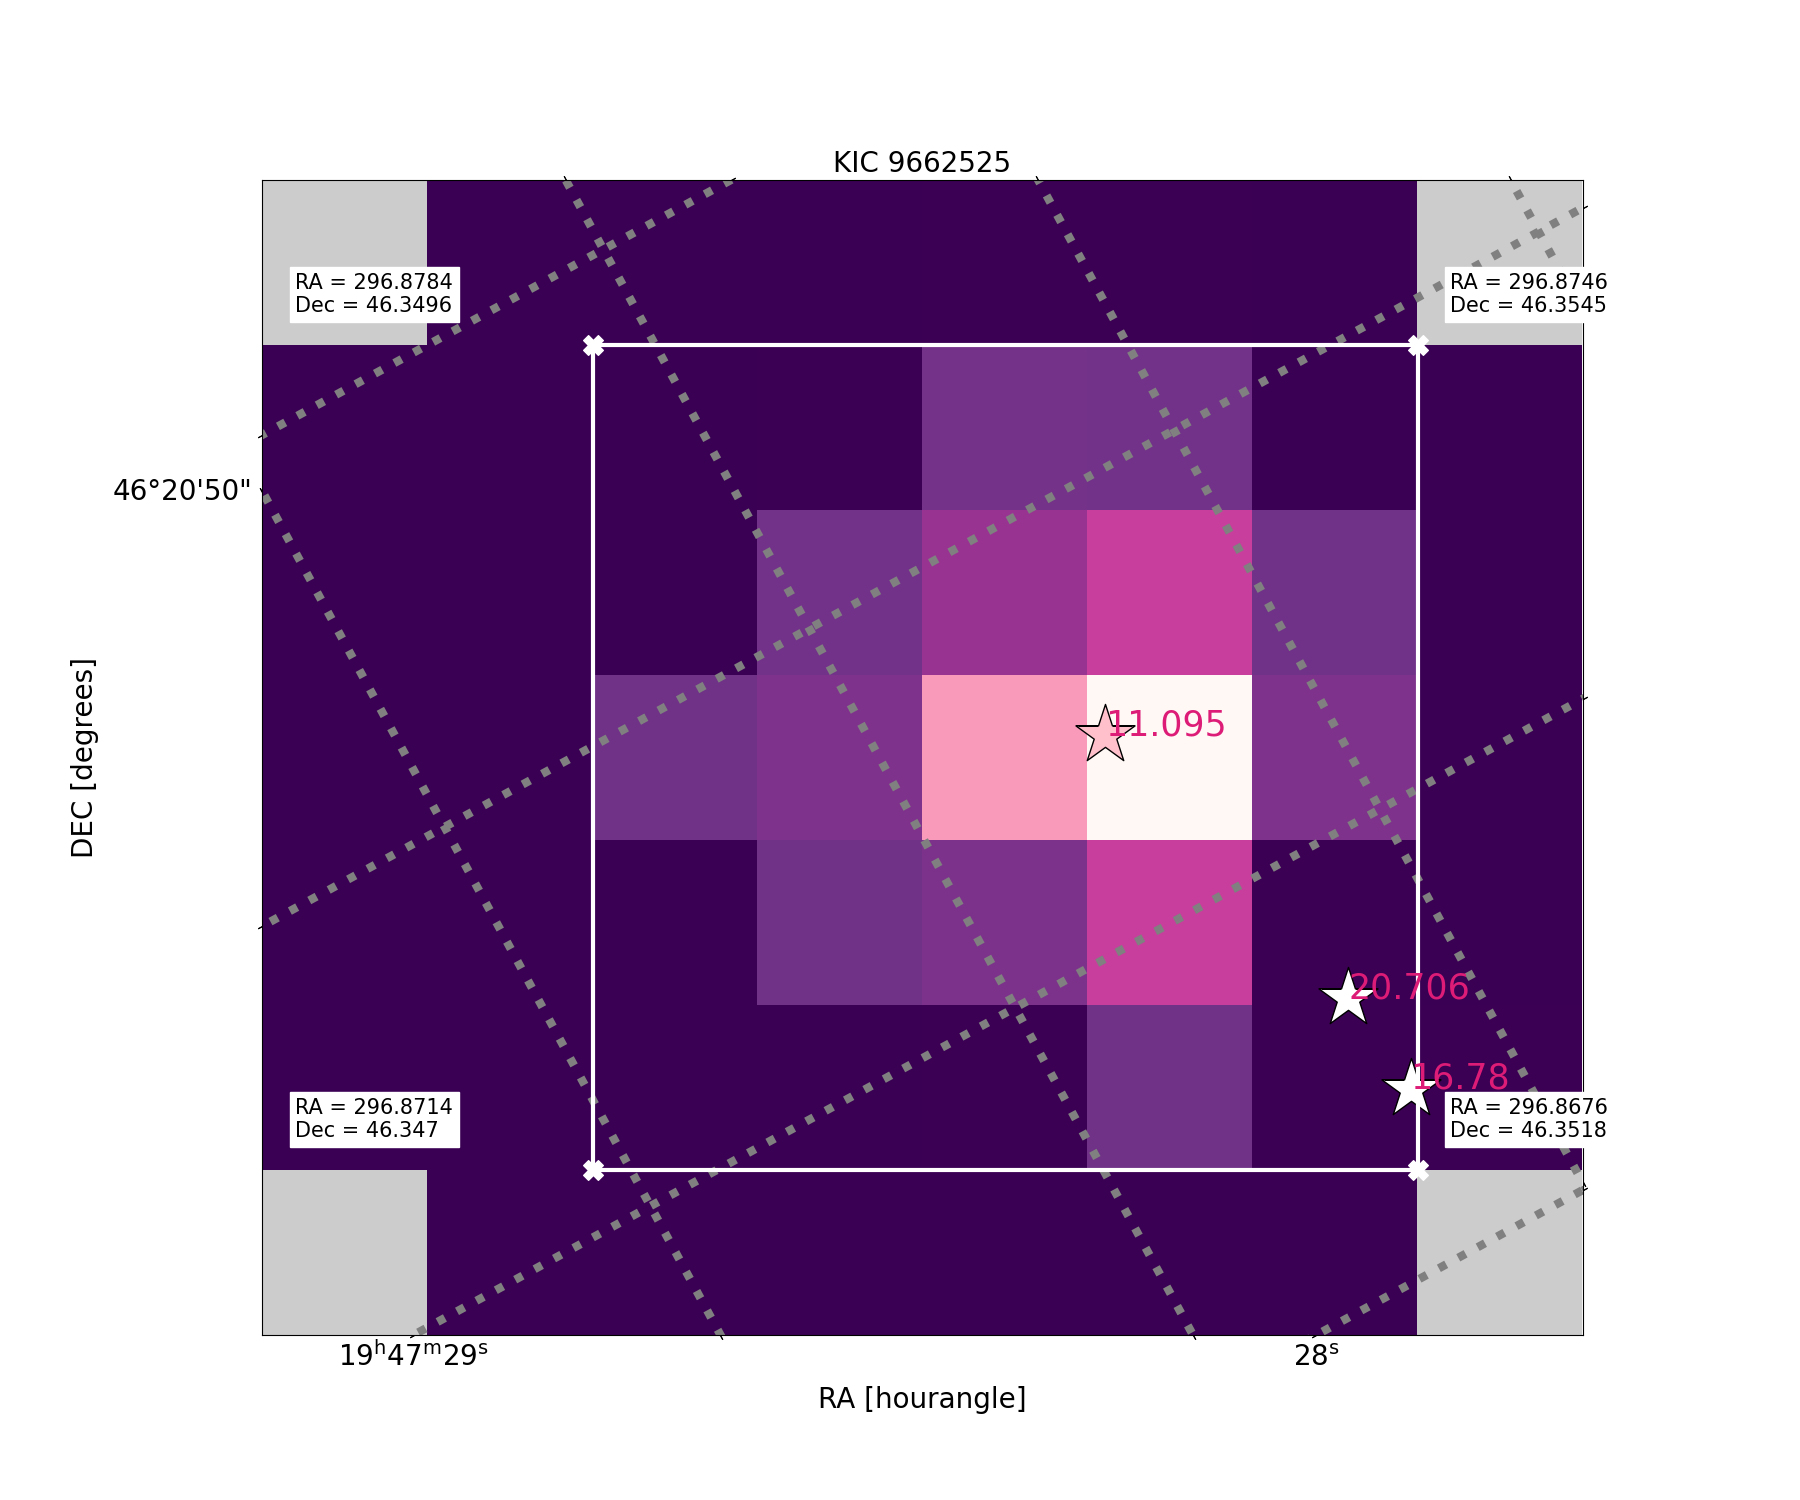 KIC 9662525
RA = 296.8784
Dec = 46.3496
RA = 296.8746
Dec = 46.3545
46°20'50"
11.095
DEC [degrees]
20.706
16.78
RA = 296.8714
Dec = 46.347
RA = 296.8676
Dec = 46.3518
19ʰ47ᵐ29ˢ
28ˢ
RA [hourangle]